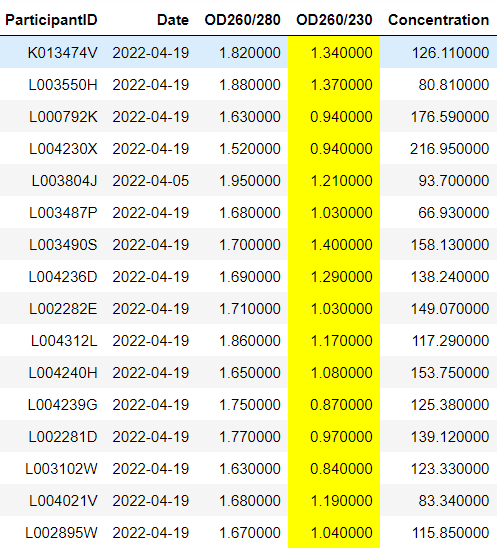 ParticipantID Date OD260/280 OD260/230 Concentration
K013474V 2022-04-19 1.820000 1.340000 126.110000
L003550H 2022-04-19 1.880000 1.370000 80.810000
L000792K 2022-04-19 1.630000 0.940000 176.590000
L004230X 2022-04-19 1.520000 0.940000 216.950000
L003804J 2022-04-05 1.950000 1.210000 93.700000
L003487P 2022-04-19 1.680000 1.030000 66.930000
L003490S 2022-04-19 1.700000 1.400000 158.130000
L004236D 2022-04-19 1.690000 1.290000 138.240000
L002282E 2022-04-19 1.710000 1.030000 149.070000
L004312L 2022-04-19 1.860000 1.170000 117.290000
L004240H 2022-04-19 1.650000 1.080000 153.750000
L004239G 2022-04-19 1.750000 0.870000 125.380000
L002281D 2022-04-19 1.770000 0.970000 139.120000
L003102W 2022-04-19 1.630000 0.840000 123.330000
L004021V 2022-04-19 1.680000 1.190000 83.340000
L002895W 2022-04-19 1.670000 1.040000 115.850000